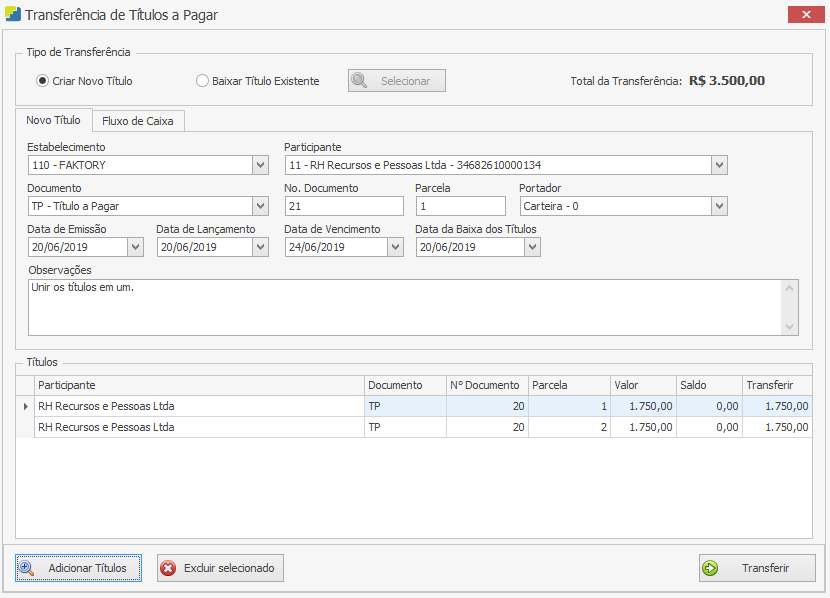 Transferência de Títulos a Pagar
Tipo de Transferência
Criar Novo Título Baixar Título Existente Selecionar Total da Transferência: R$ 3.500,00
Novo Título Fluxo de Caixa
Estabelecimento Participante
110 - FAKTORY 11 - RH Recursos e Pessoas Ltda - 34682610000134
Documento No. Documento Parcela Portador
TP - Título a Pagar 21 1 Carteira - 0
Data de Emissão Data de Lançamento Data de Vencimento Data da Baixa dos Títulos
20/06/2019 20/06/2019 24/06/2019 20/06/2019
Observações
Unir os títulos em um.
Títulos
Participante Documento Nº Documento Parcela Valor Saldo Transferir
RH Recursos e Pessoas Ltda TP 20 1 1.750,00 0,00 1.750,00
RH Recursos e Pessoas Ltda TP 20 2 1.750,00 0,00 1.750,00
Adicionar Títulos Excluir selecionado Transferir